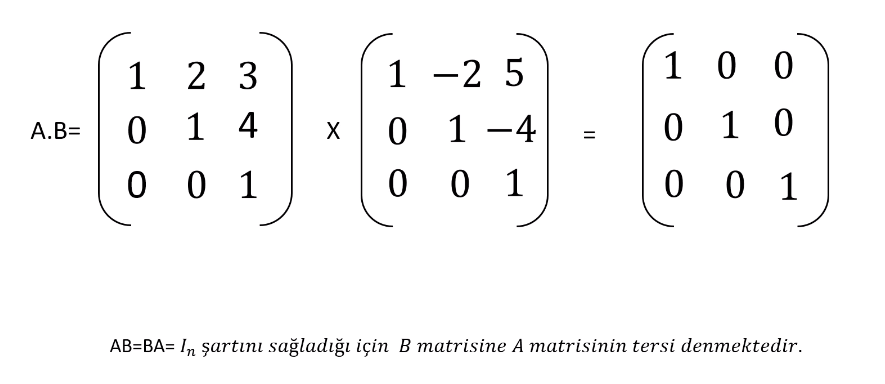 1 2 3 1 −2 5 1 0 0
A.B= 0 1 4 X 0 1 −4 = 0 1 0
0 0 1 0 0 1 0 0 1
AB=BA= Iₙ şartını sağladığı için B matrisine A matrisinin tersi denmektedir.